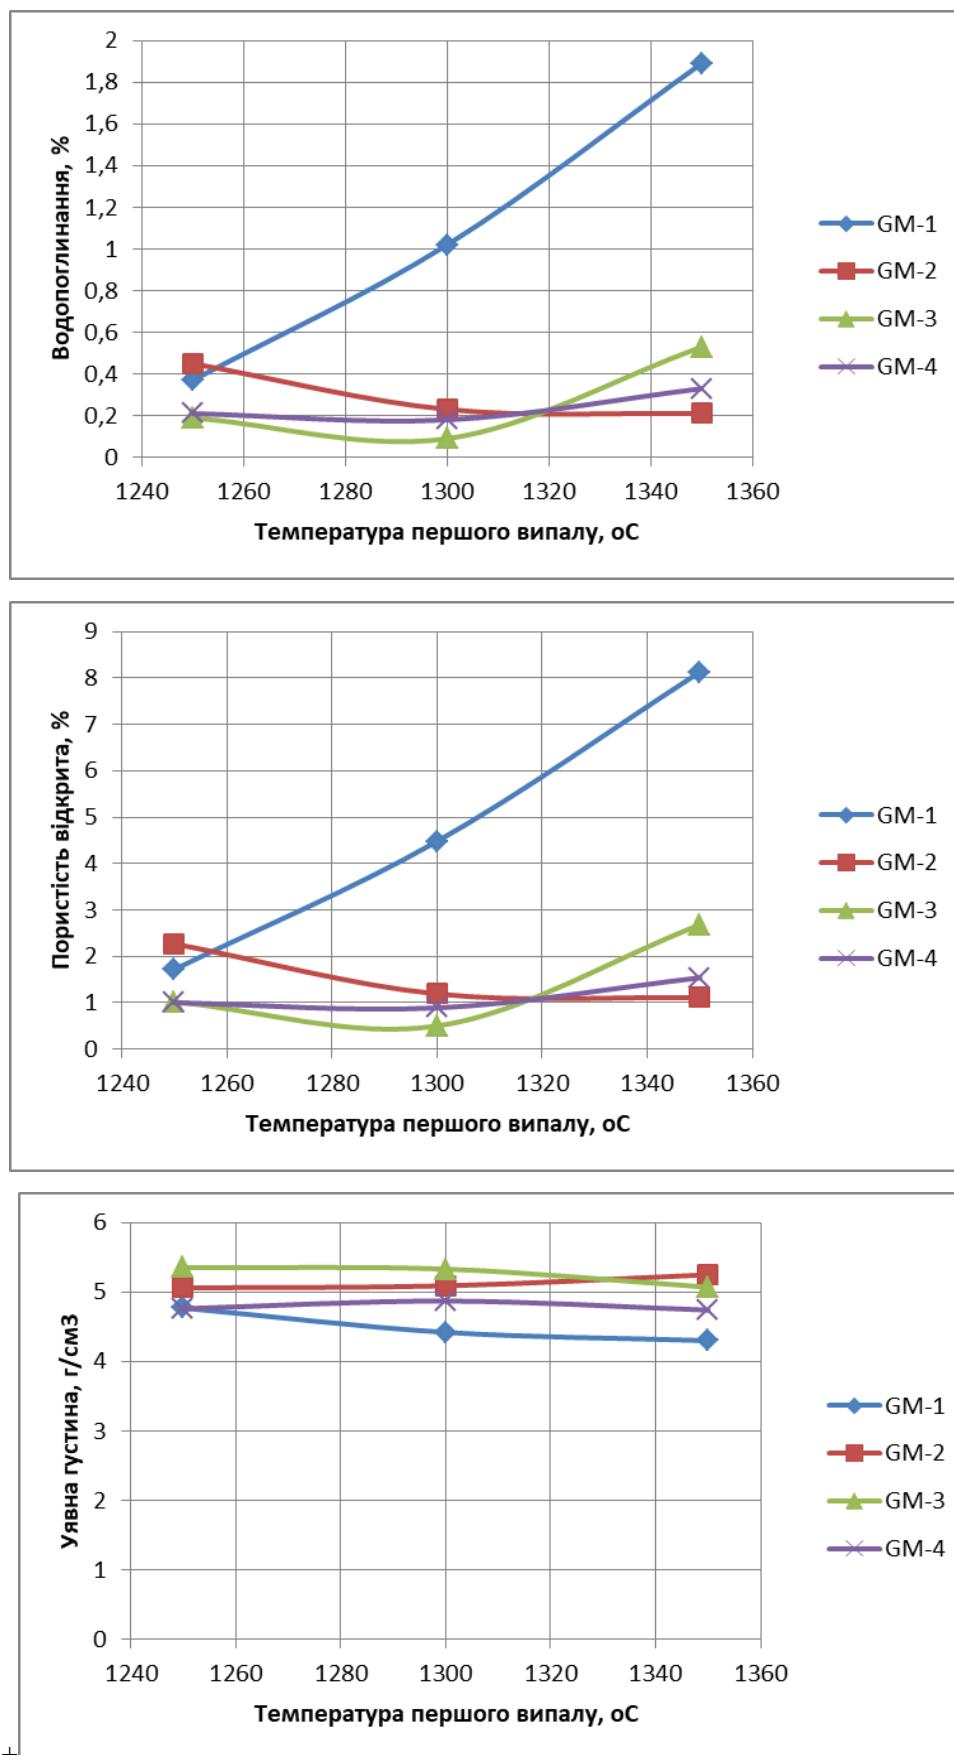 2
1,8
1,6
1,4
1,2
1
0,8
0,6
0,4
0,2
0
1240 1260 1280 1300 1320 1340 1360
Водопоглинання, %
Температура першого випалу, оС
GM-1
GM-2
GM-3
GM-4
9
8
7
6
5
4
3
2
1
0
1240 1260 1280 1300 1320 1340 1360
Пористість відкрита, %
Температура першого випалу, оС
GM-1
GM-2
GM-3
GM-4
6
5
4
3
2
1
0
1240 1260 1280 1300 1320 1340 1360
Уявна густина, г/см3
Температура першого випалу, оС
GM-1
GM-2
GM-3
GM-4